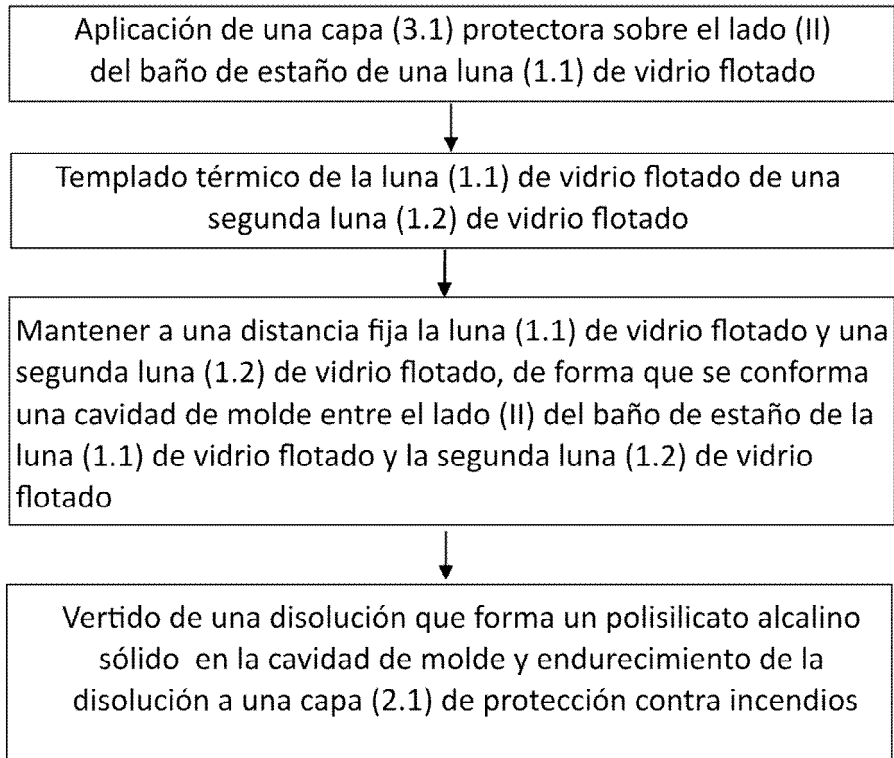 Aplicación de una capa (3.1) protectora sobre el lado (II)
del baño de estaño de una luna (1.1) de vidrio flotado
Templado térmico de la luna (1.1) de vidrio flotado de una
segunda luna (1.2) de vidrio flotado
Mantener a una distancia fija la luna (1.1) de vidrio flotado y una
segunda luna (1.2) de vidrio flotado, de forma que se conforma
una cavidad de molde entre el lado (II) del baño de estaño de la
luna (1.1) de vidrio flotado y la segunda luna (1.2) de vidrio
flotado
Vertido de una disolución que forma un polisilicato alcalino
sólido en la cavidad de molde y endurecimiento de la
disolución a una capa (2.1) de protección contra incendios